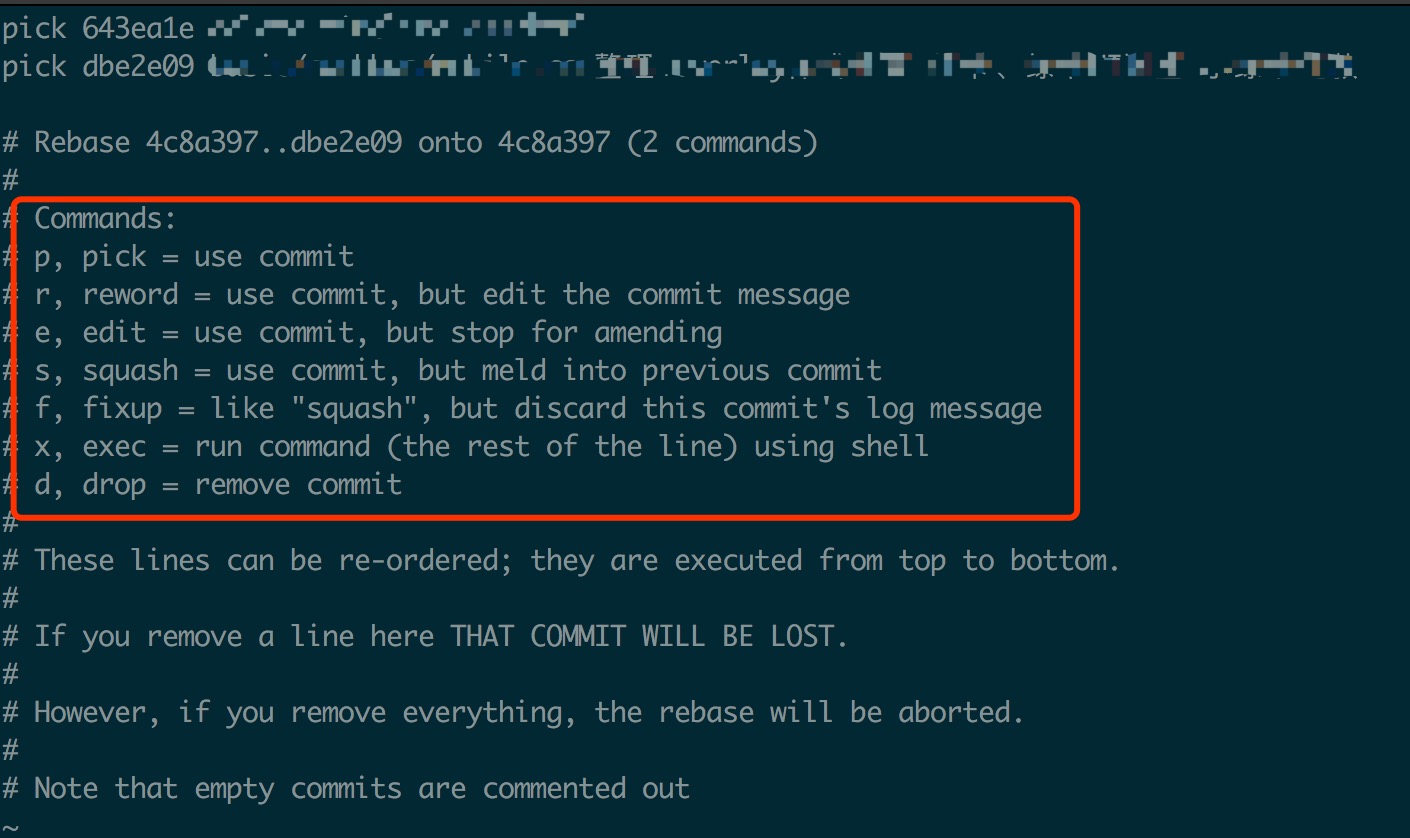 pick 643ea1e
pick dbe2e09
# Rebase 4c8a397..dbe2e09 onto 4c8a397 (2 commands)
#
# Commands:
# p, pick = use commit
# r, reword = use commit, but edit the commit message
# e, edit = use commit, but stop for amending
# s, squash = use commit, but meld into previous commit
# f, fixup = like "squash", but discard this commit's log message
# x, exec = run command (the rest of the line) using shell
# d, drop = remove commit
#
# These lines can be re-ordered; they are executed from top to bottom.
#
# If you remove a line here THAT COMMIT WILL BE LOST.
#
# However, if you remove everything, the rebase will be aborted.
#
# Note that empty commits are commented out
~